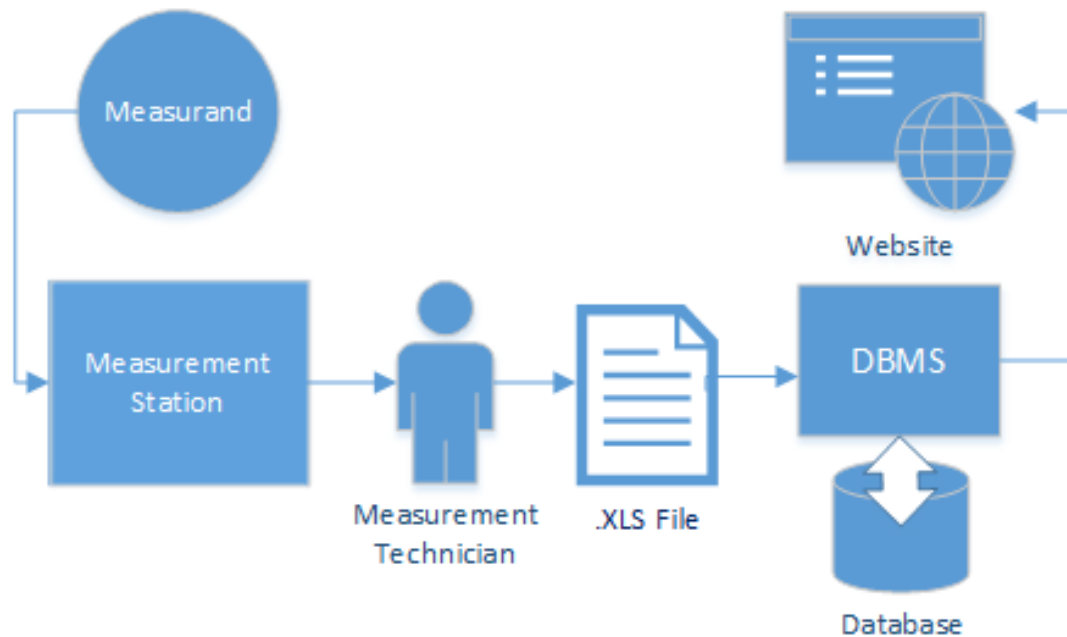 Measurand
Website
Measurement
Station
DBMS
Measurement
Technician
.XLS File
Database